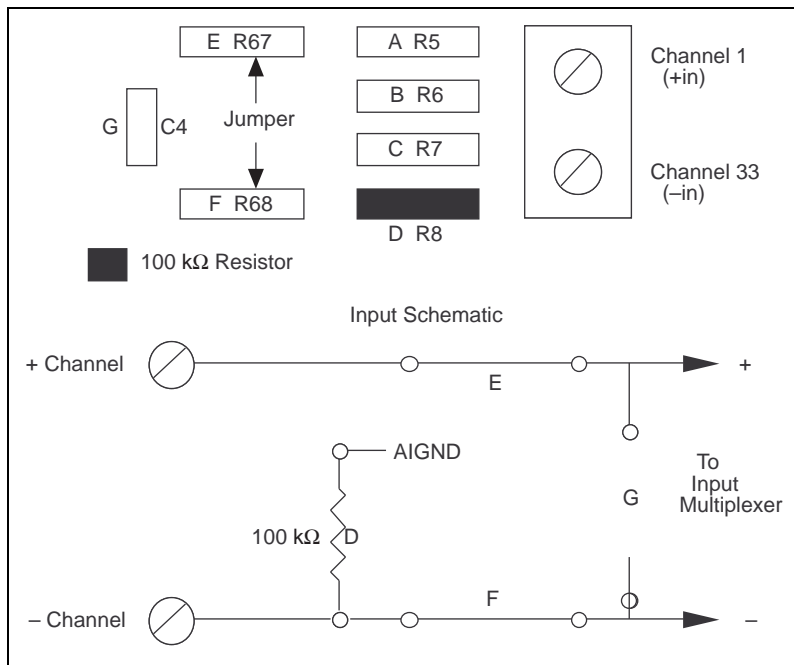 E R67
A R5
Channel 1
(+in)
B R6
G
C4
Jumper
C R7
Channel 33
(–in)
F R68
D R8
100 kΩ Resistor
Input Schematic
+ Channel
+
E
AIGND
To
Input
Multiplexer
G
100 kΩ
D
F
– Channel
–